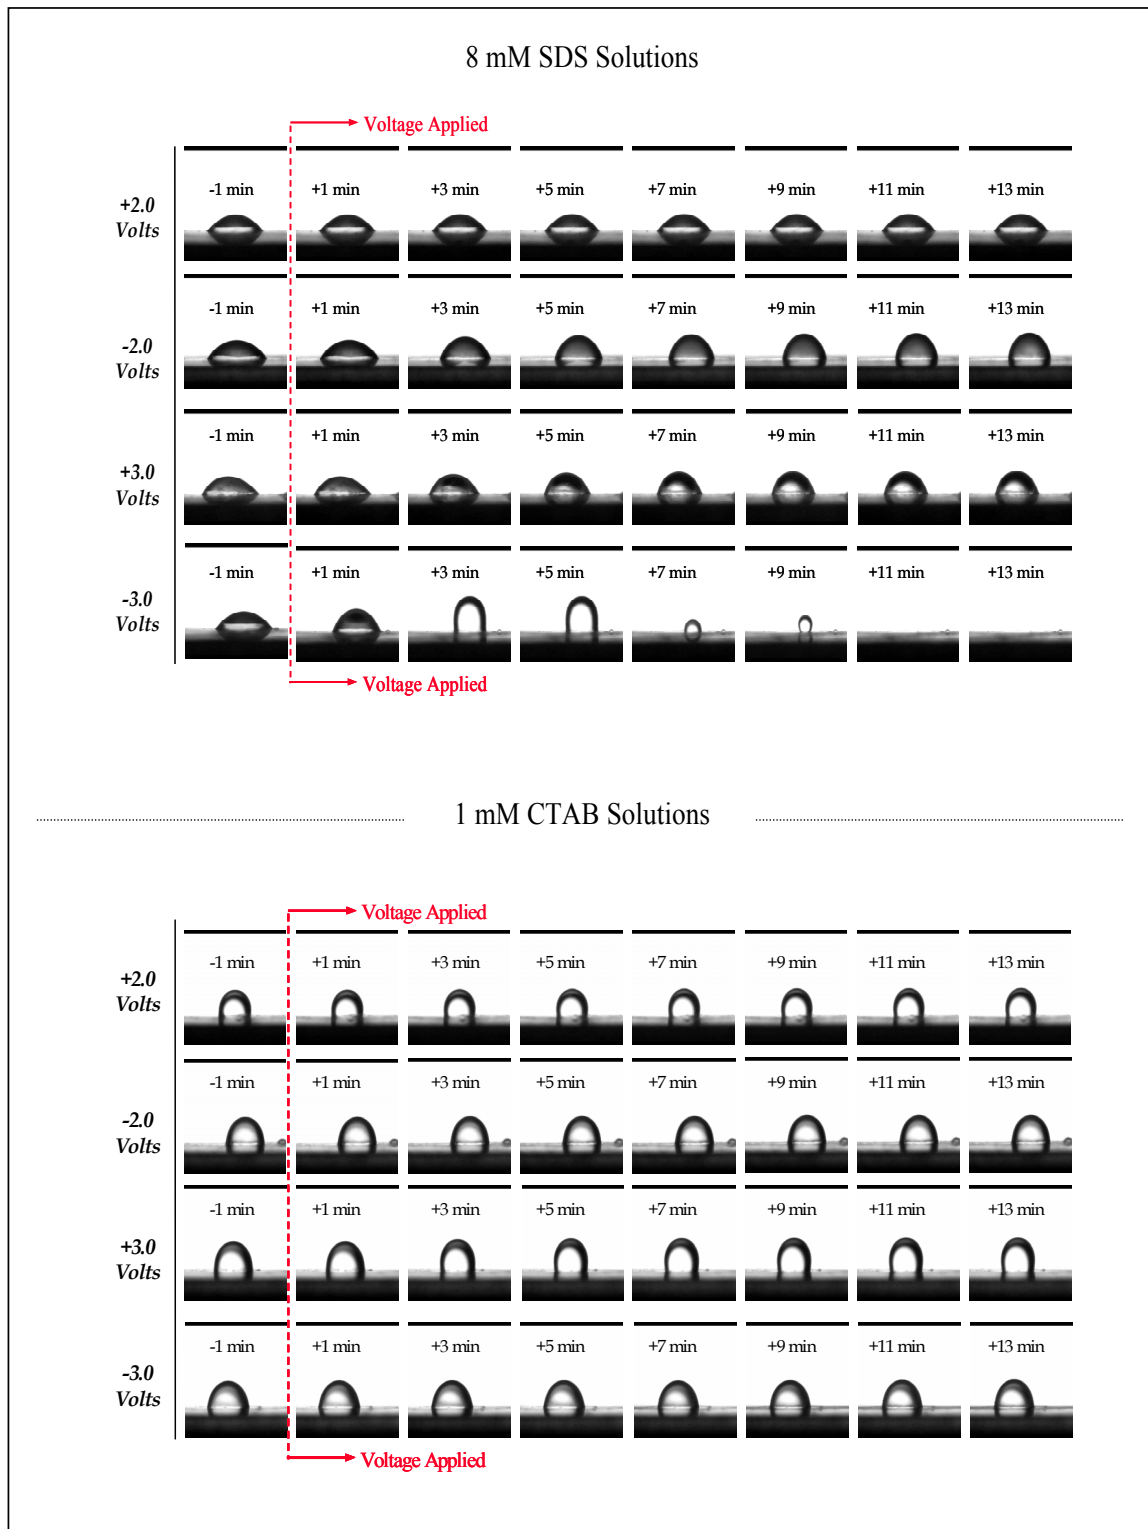 8 mM SDS Solutions
Voltage Applied
+2.0
Volts
-1 min +1 min +3 min +5 min +7 min +9 min +11 min +13 min
-2.0
Volts
-1 min +1 min +3 min +5 min +7 min +9 min +11 min +13 min
+3.0
Volts
-1 min +1 min +3 min +5 min +7 min +9 min +11 min +13 min
-3.0
Volts
-1 min +1 min +3 min +5 min +7 min +9 min +11 min +13 min
Voltage Applied
1 mM CTAB Solutions
Voltage Applied
+2.0
Volts
-1 min +1 min +3 min +5 min +7 min +9 min +11 min +13 min
-2.0
Volts
-1 min +1 min +3 min +5 min +7 min +9 min +11 min +13 min
+3.0
Volts
-1 min +1 min +3 min +5 min +7 min +9 min +11 min +13 min
-3.0
Volts
-1 min +1 min +3 min +5 min +7 min +9 min +11 min +13 min
Voltage Applied